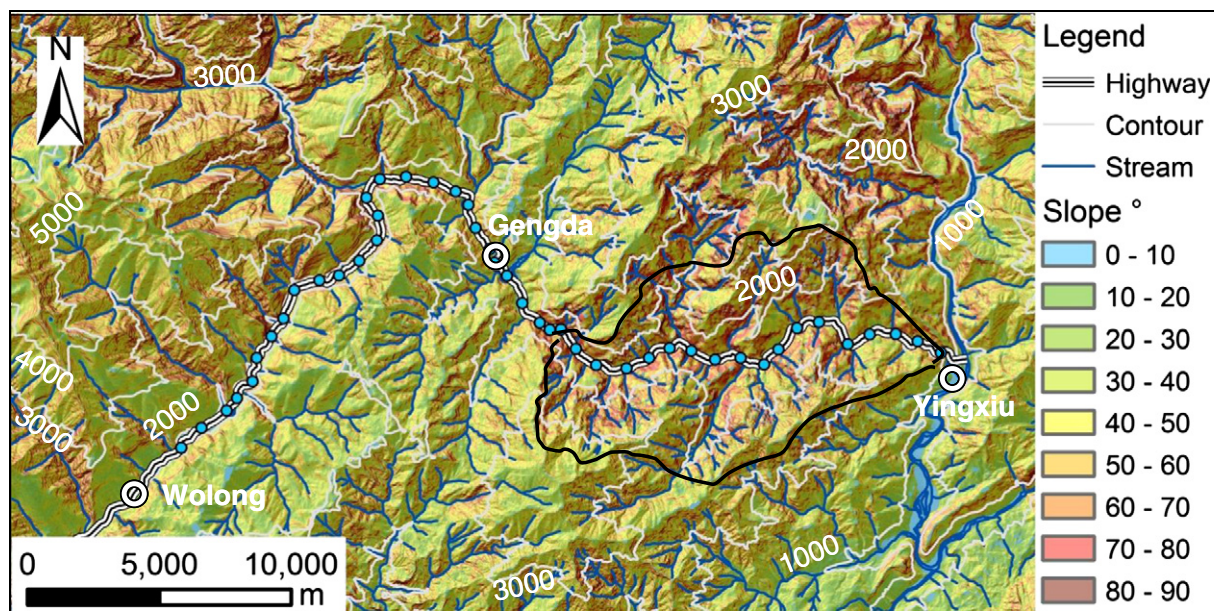 N
3000
3000
2000
5000
1000
Gengda
2000
4000
3000
2000
Yingxiu
Wolong
1000
3000
0 5,000 10,000
m
Legend
Highway
Contour
Stream
Slope °
0 - 10
10 - 20
20 - 30
30 - 40
40 - 50
50 - 60
60 - 70
70 - 80
80 - 90